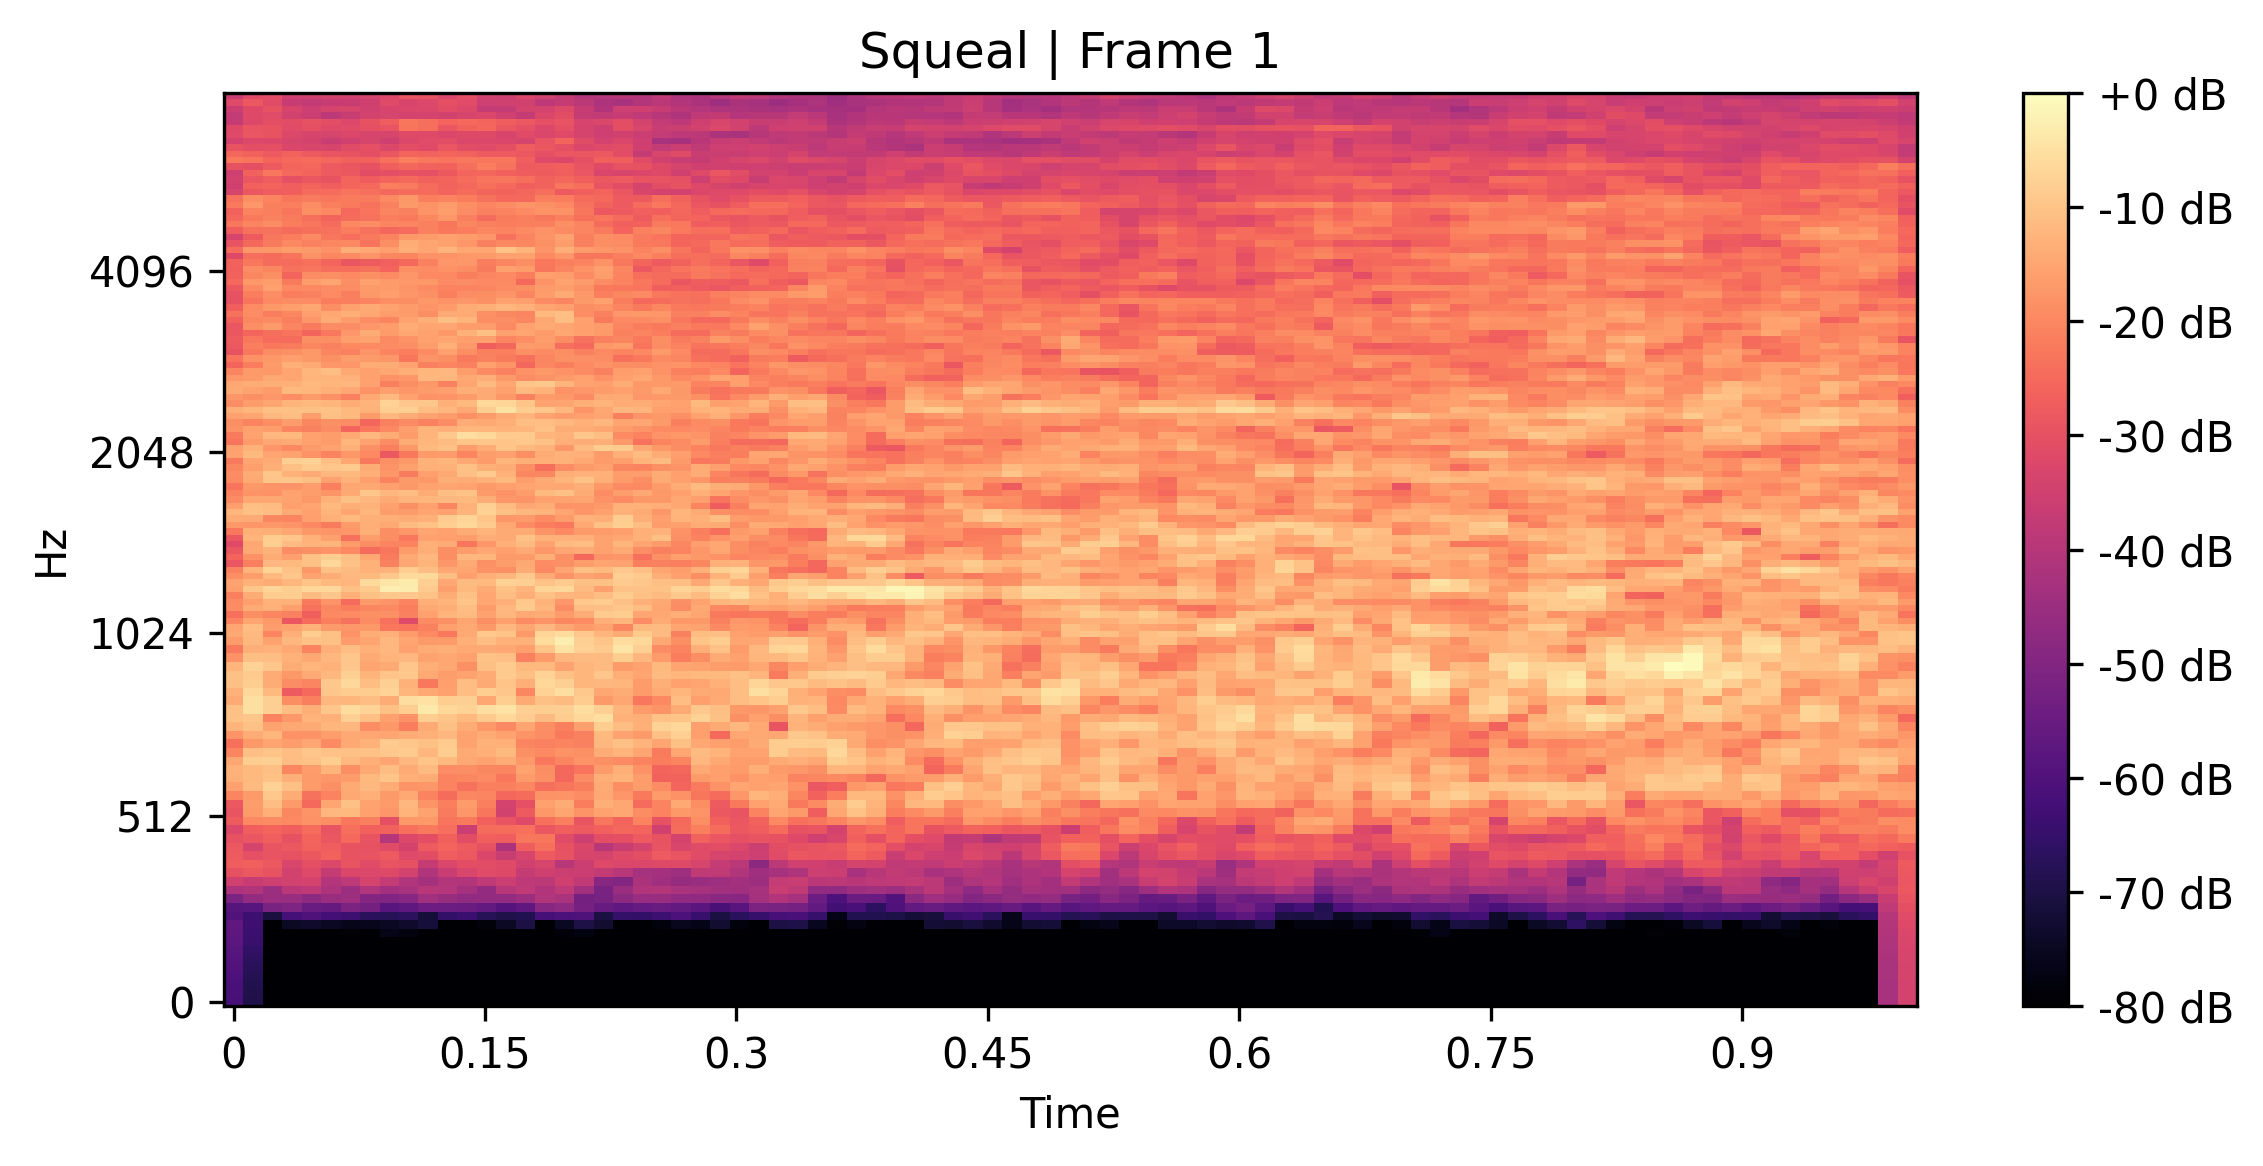 Squeal | Frame 1
+0 dB
-10 dB
-20 dB
-30 dB
-40 dB
-50 dB
-60 dB
-70 dB
-80 dB
Hz
4096
2048
1024
512
0
0 0.15 0.3 0.45 0.6 0.75 0.9
Time